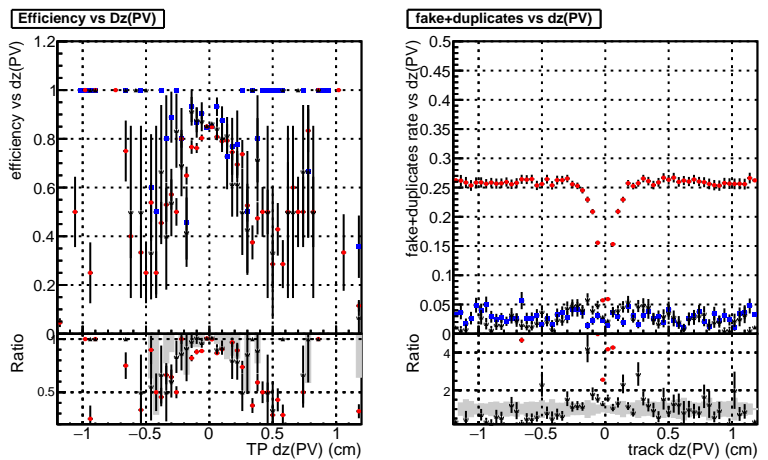 Efficiency vs Dz(PV)
efficiency vs dz(PV)
1.2
1
0.8
0.6
0.4
0.2
0
Ratio
1
0.5
−1 −0.5 0 0.5 1
TP dz(PV) (cm)
fake+duplicates vs dz(PV)
fake+duplicates rate vs dz(PV)
0.5
0.45
0.4
0.35
0.3
0.25
0.2
0.15
0.1
0.05
0
Ratio
4
2
−1 −0.5 0 0.5 1
track dz(PV) (cm)